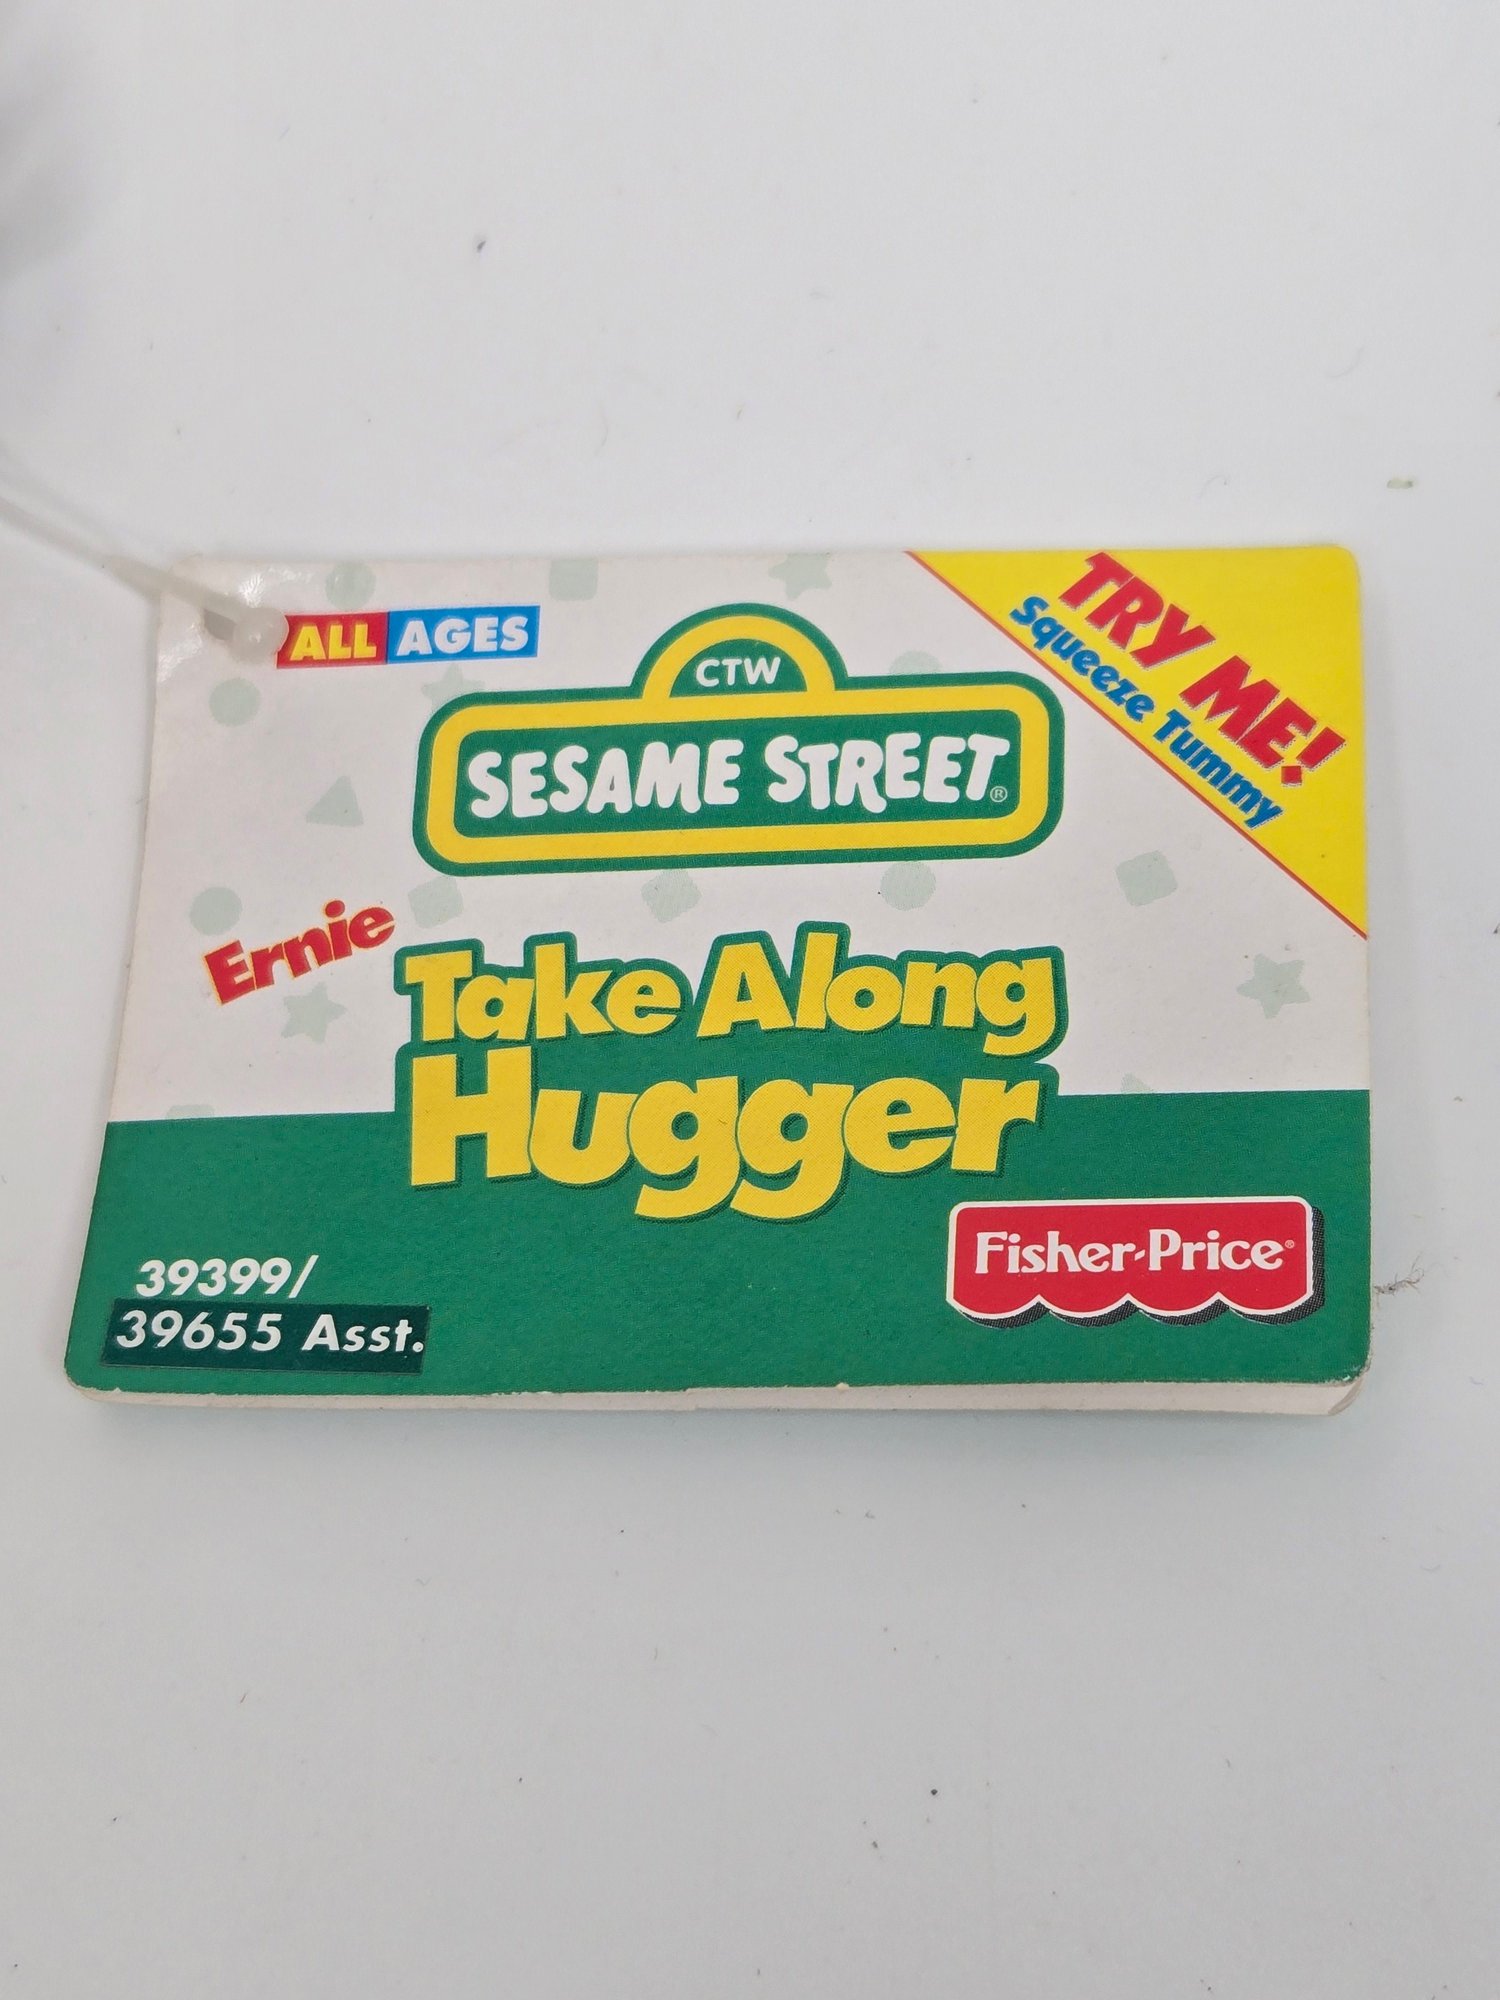 ALL AGES
TRY ME!
Squeeze Tummy
CTW
SESAME STREET®
Ernie
Take Along
Hugger
Fisher-Price®
39399/
39655 Asst.